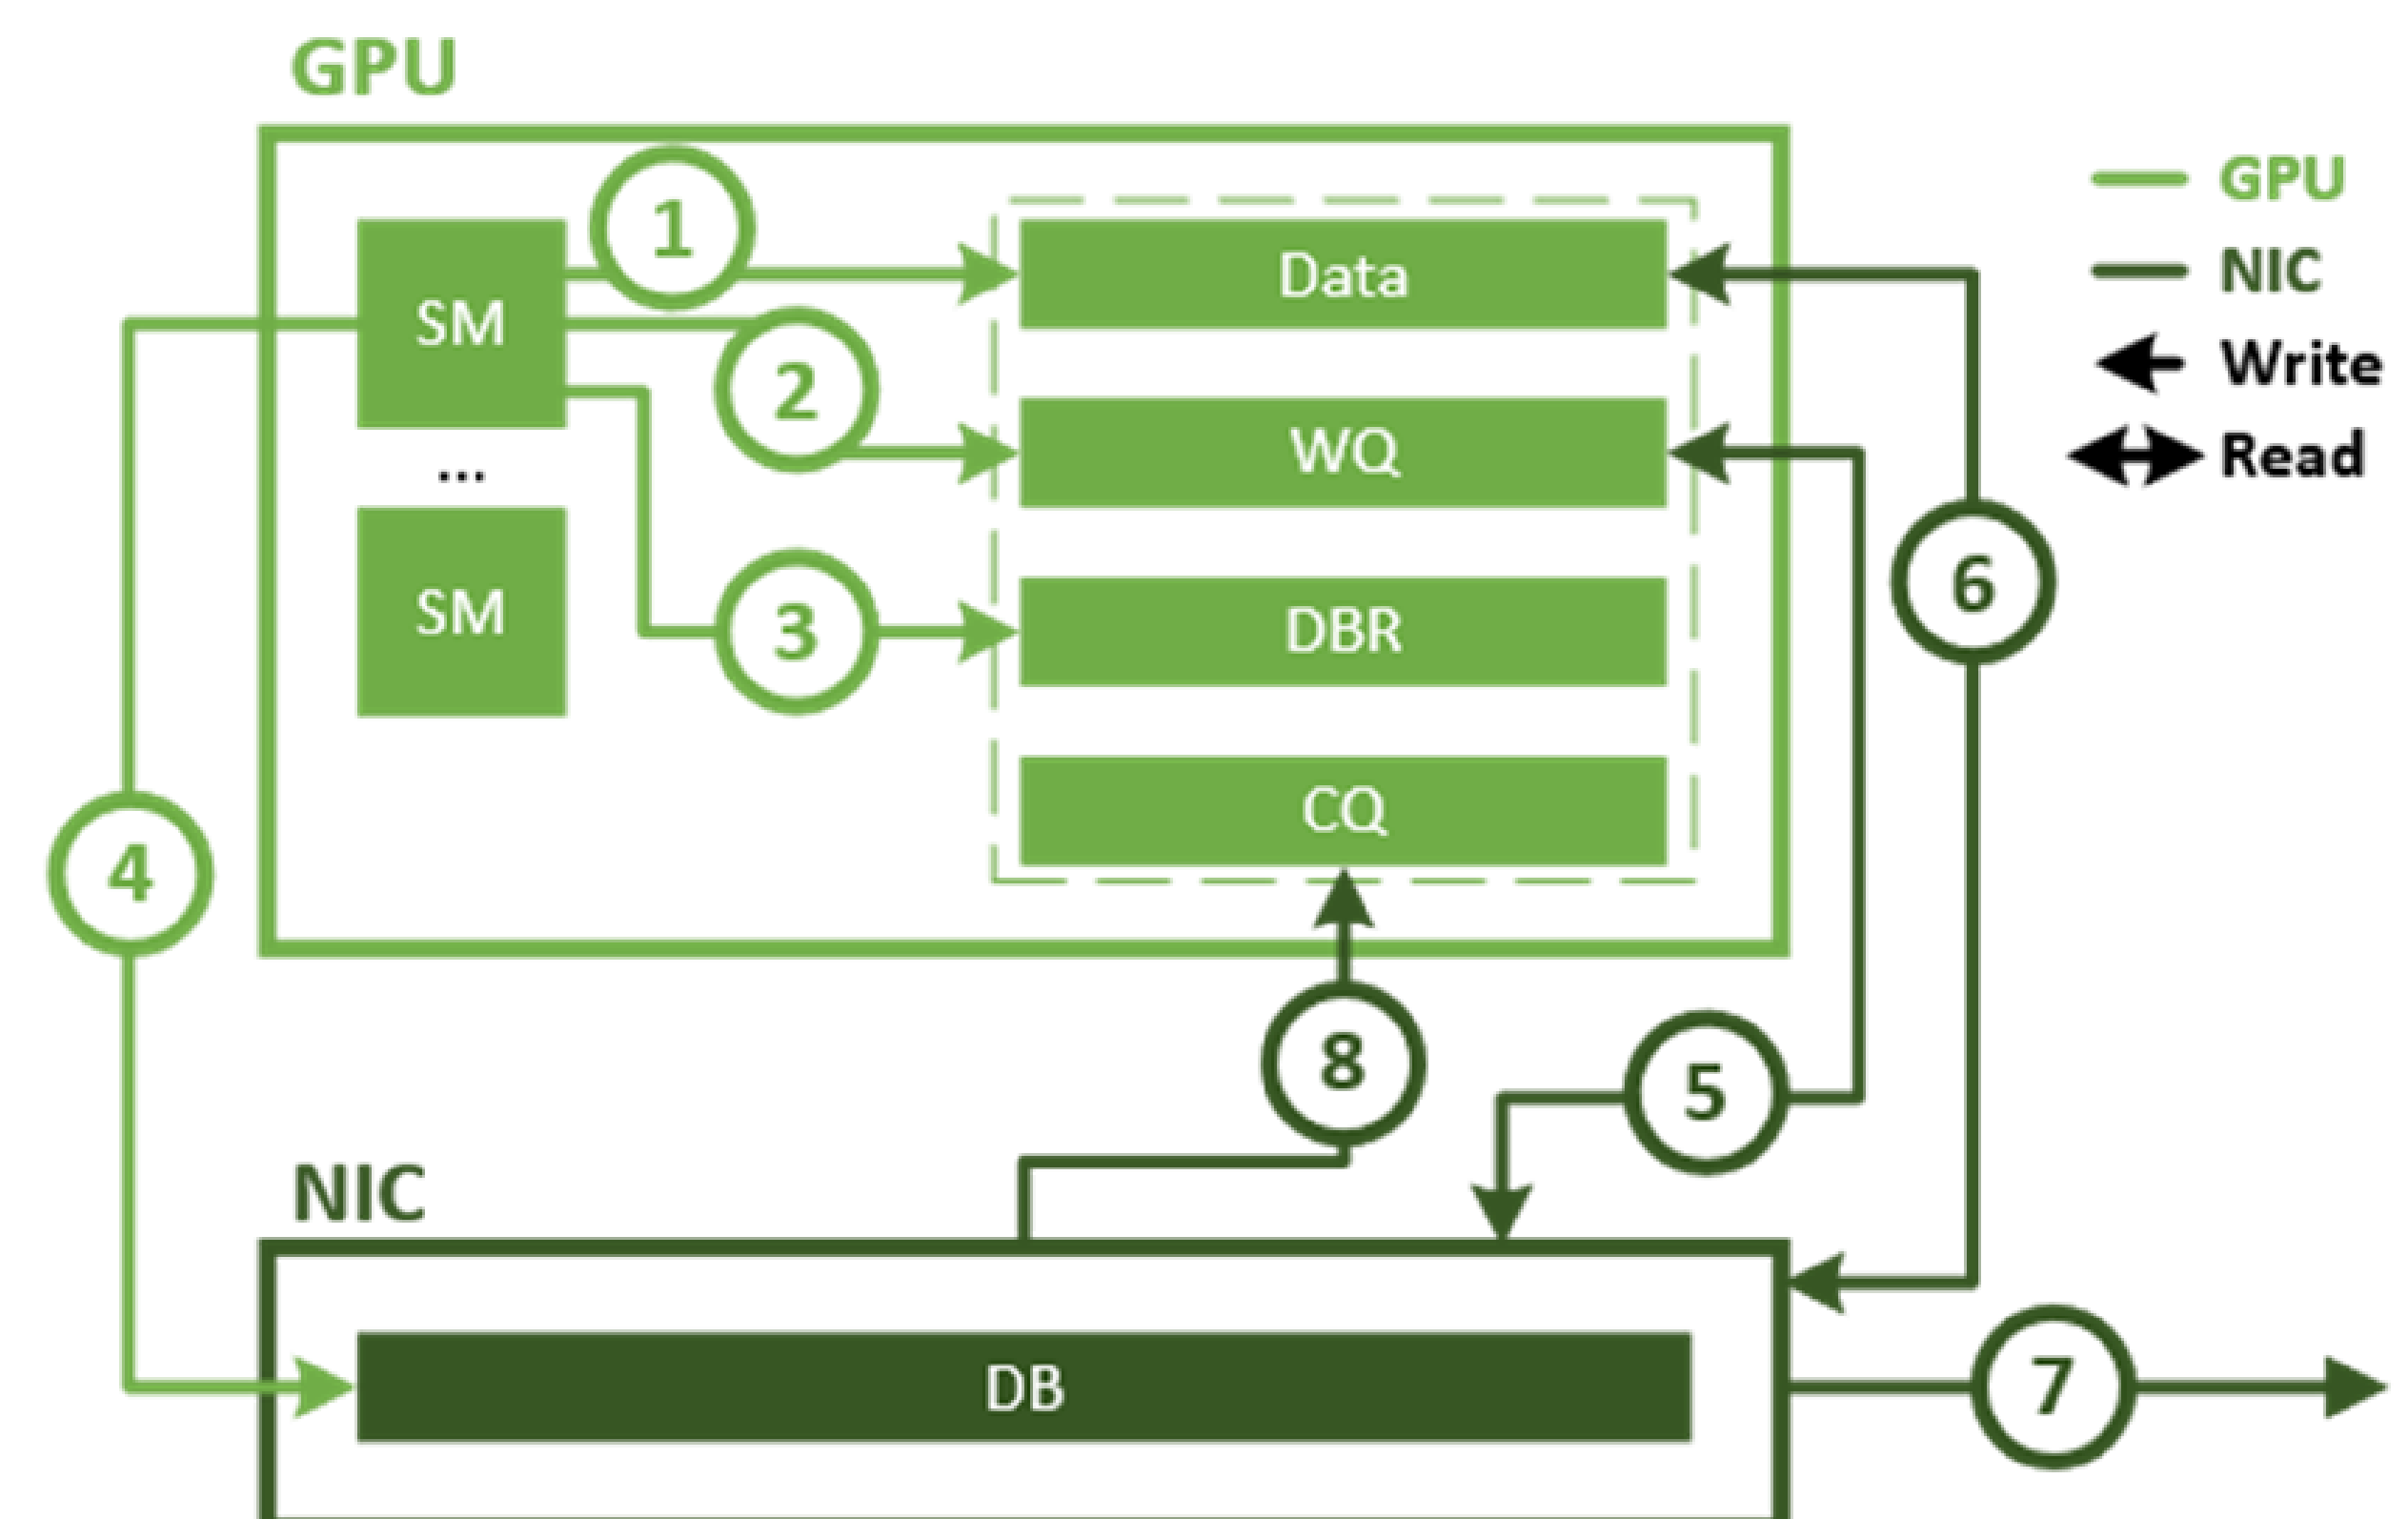 GPU
1
Data
SM
2
WQ
...
SM
3
DBR
CQ
4
GPU
NIC
Write
Read
6
8
5
NIC
DB
7